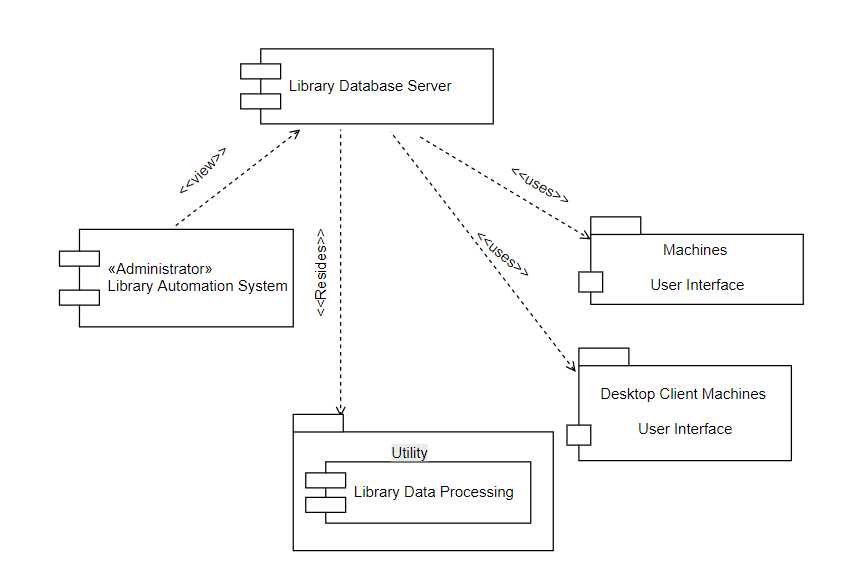 Library Database Server
<<view>>
<<uses>>
«Administrator»
Library Automation System
<<Resides>>
<<uses>>
Machines
User Interface
Desktop Client Machines
User Interface
Utility
Library Data Processing